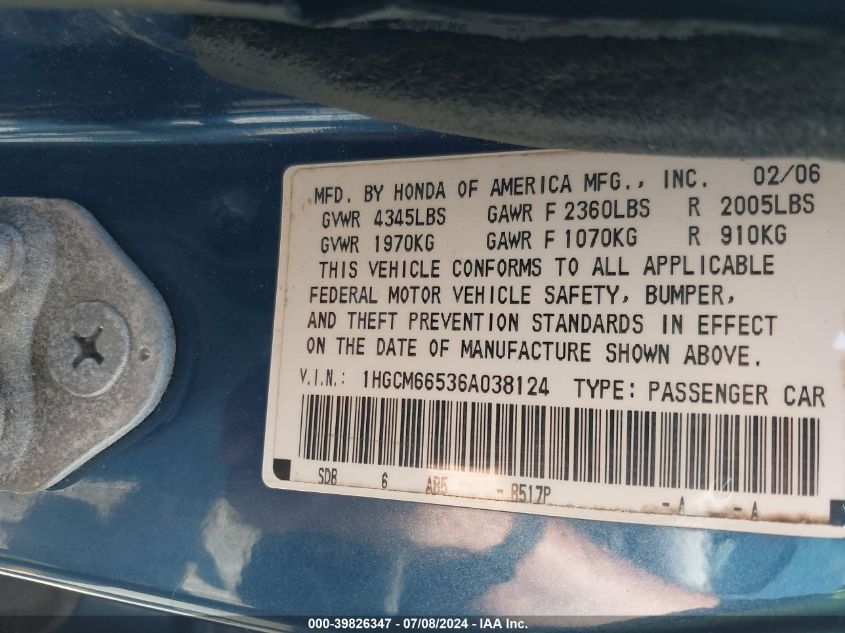 MFD. BY HONDA OF AMERICA MFG., INC. 02/06
GVWR 4345LBS GAWR F 2360LBS R 2005LBS
GVWR 1970KG GAWR F 1070KG R 910KG
THIS VEHICLE CONFORMS TO ALL APPLICABLE
FEDERAL MOTOR VEHICLE SAFETY, BUMPER,
AND THEFT PREVENTION STANDARDS IN EFFECT
ON THE DATE OF MANUFACTURE SHOWN ABOVE.
V.I.N.: 1HGCM66536A038124 TYPE: PASSENGER CAR
SDB 6 AB5 - B517P - A - A
000-39826347 / 07/08/2024 - IAA Inc.